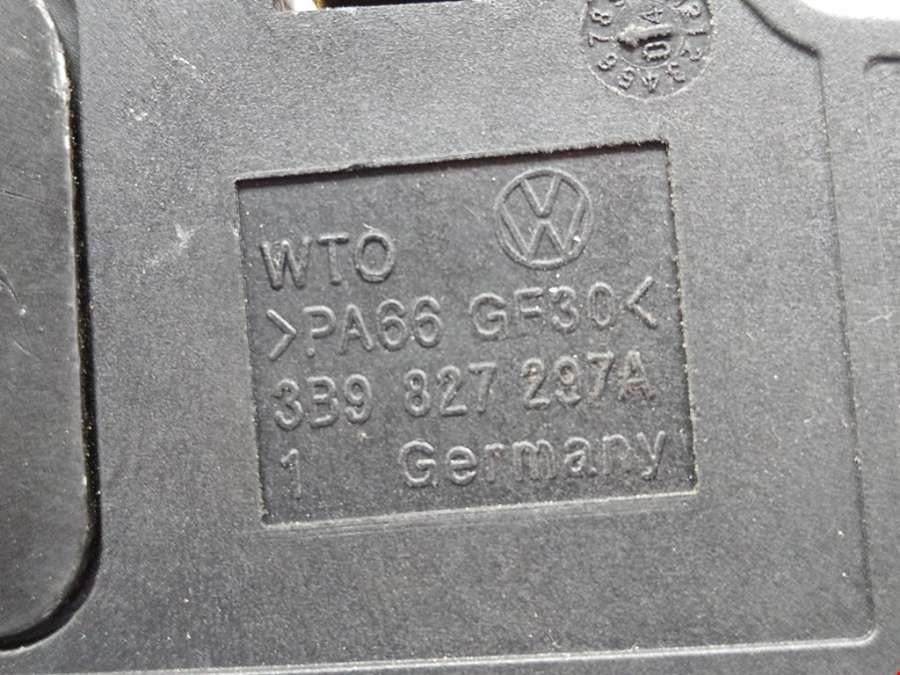 WTO
>PA66 GF30<
3B9 827 297A
1 Germany